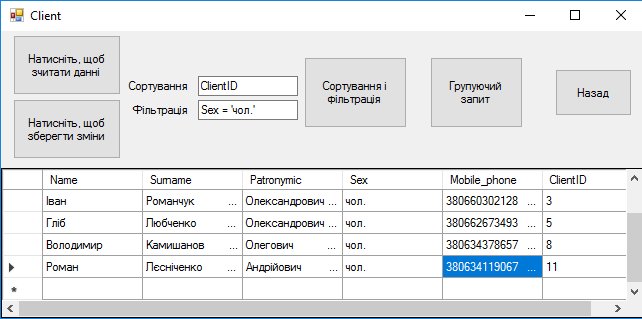 Client
Натисніть, щоб
зчитати данні
Натисніть, щоб
зберегти зміни
Сортування
ClientID
Фільтрація
Sex = 'чол.'
Сортування і
фільтрація
Групуючий
запит
Назад
Name Surname Patronymic Sex Mobile_phone ClientID
Іван Романчук ... Олександрович ... чол. 380660302128 ... 3
Гліб Любченко ... Олександрович ... чол. 380662673493 ... 5
Володимир Камишанов ... Олегович ... чол. 380634378657 ... 8
Роман Лєсніченко ... Андрійович ... чол. 380634119067 ... 11